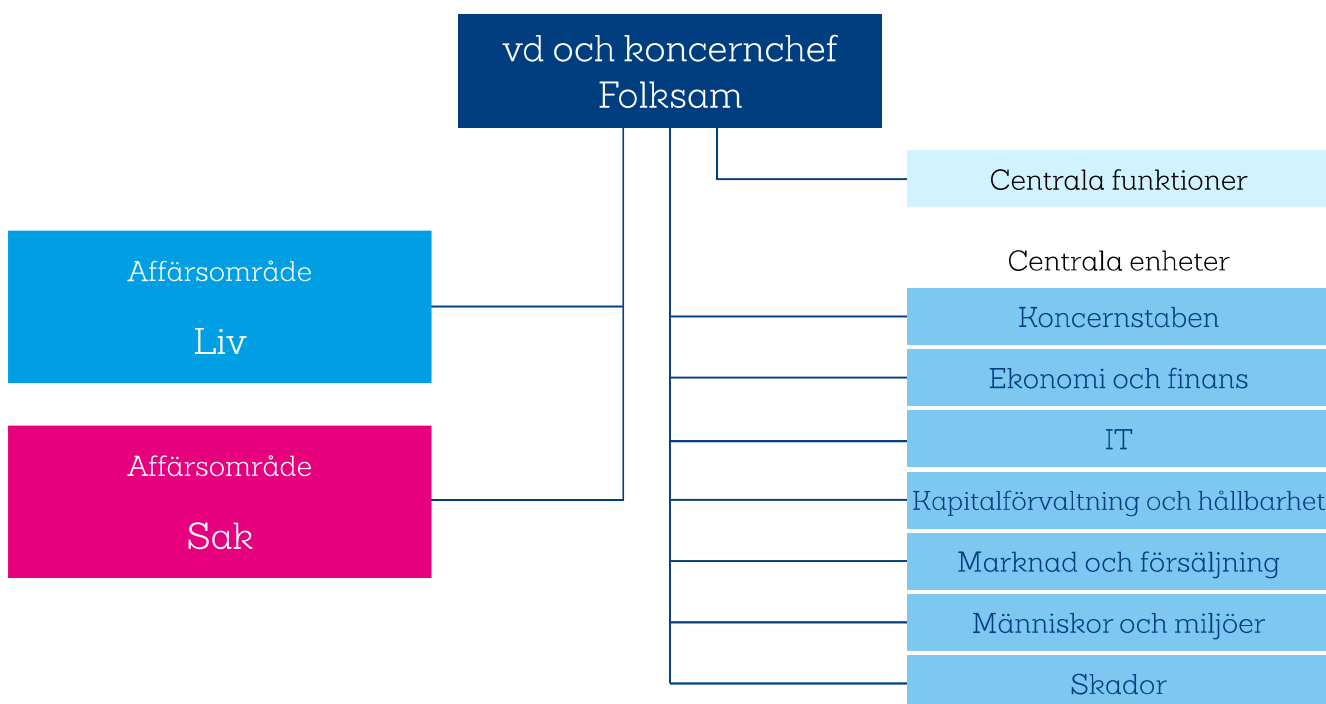 vd och koncernchef
Folksam
Centrala funktioner
Affärsområde
Liv
Affärsområde
Sak
Centrala enheter
Koncernstaben
Ekonomi och finans
IT
Kapitalförvaltning och hållbarhet
Marknad och försäljning
Människor och miljöer
Skador